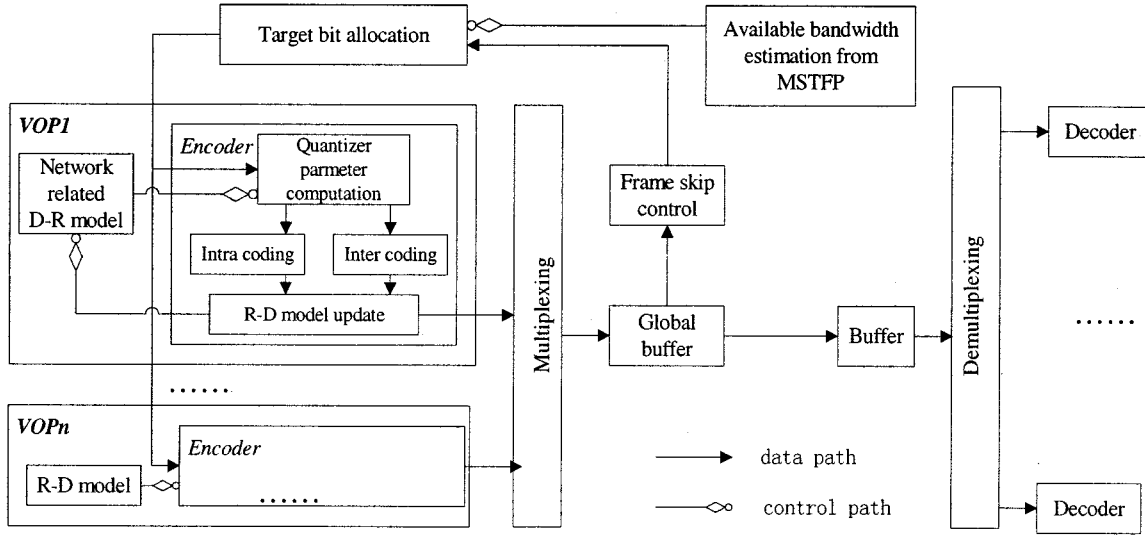 Target bit allocation
Available bandwidth
estimation from
MSTFP
VOP1
Encoder
Quantizer
parmeter
computation
Network
related
D-R model
Intra coding
Inter coding
R-D model update
Multiplexing
Frame skip
control
Global
buffer
Buffer
Demultiplexing
Decoder
......
......
VOPn
Encoder
R-D model
......
data path
control path
Decoder